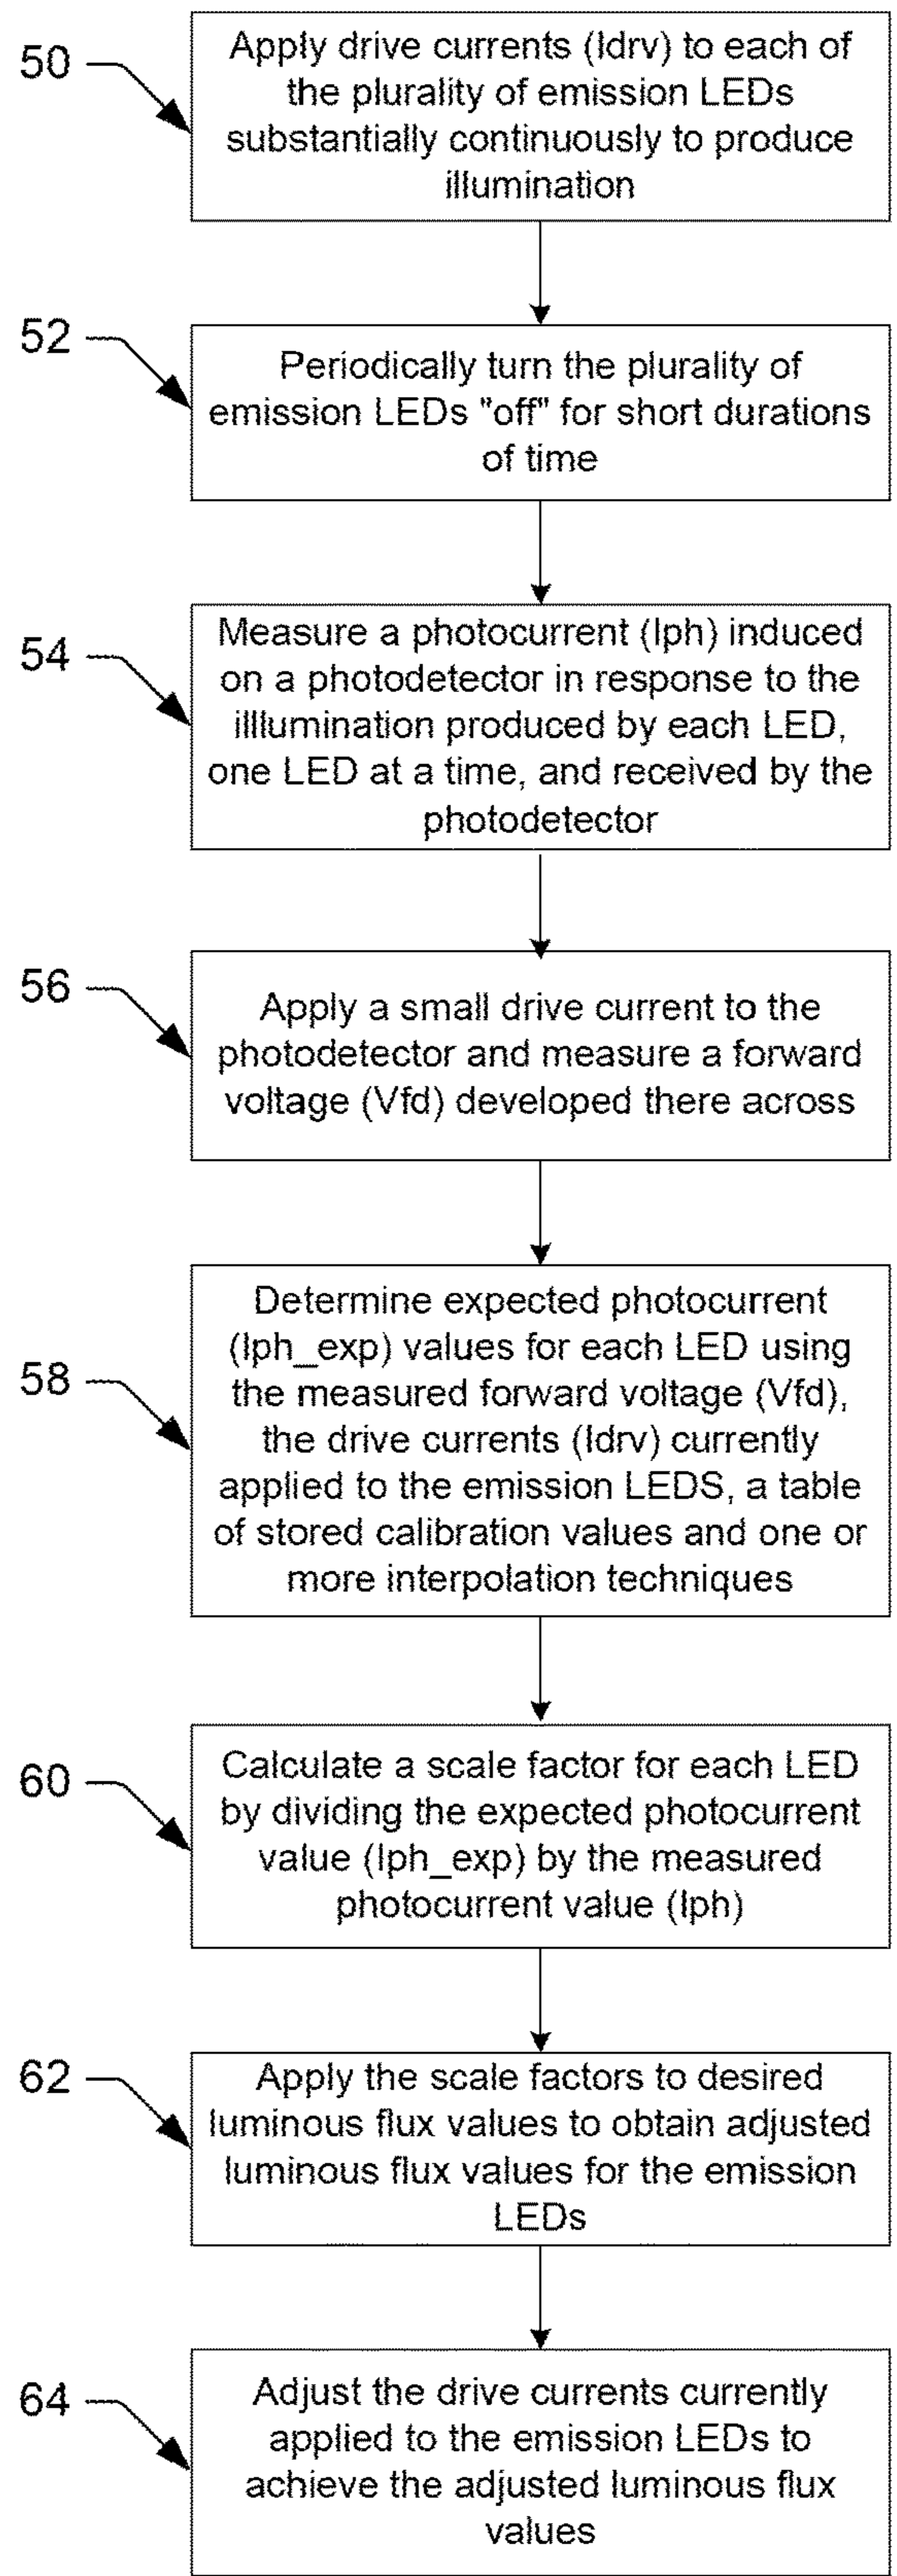 50
Apply drive currents (Idrv) to each of
the plurality of emission LEDs
substantially continuously to produce
illumination
52
Periodically turn the plurality of
emission LEDs "off" for short durations
of time
54
Measure a photocurrent (Iph) induced
on a photodetector in response to the
illlumination produced by each LED,
one LED at a time, and received by the
photodetector
56
Apply a small drive current to the
photodetector and measure a forward
voltage (Vfd) developed there across
58
Determine expected photocurrent
(Iph_exp) values for each LED using
the measured forward voltage (Vfd),
the drive currents (Idrv) currently
applied to the emission LEDS, a table
of stored calibration values and one or
more interpolation techniques
60
Calculate a scale factor for each LED
by dividing the expected photocurrent
value (Iph_exp) by the measured
photocurrent value (Iph)
62
Apply the scale factors to desired
luminous flux values to obtain adjusted
luminous flux values for the emission
LEDs
64
Adjust the drive currents currently
applied to the emission LEDs to
achieve the adjusted luminous flux
values